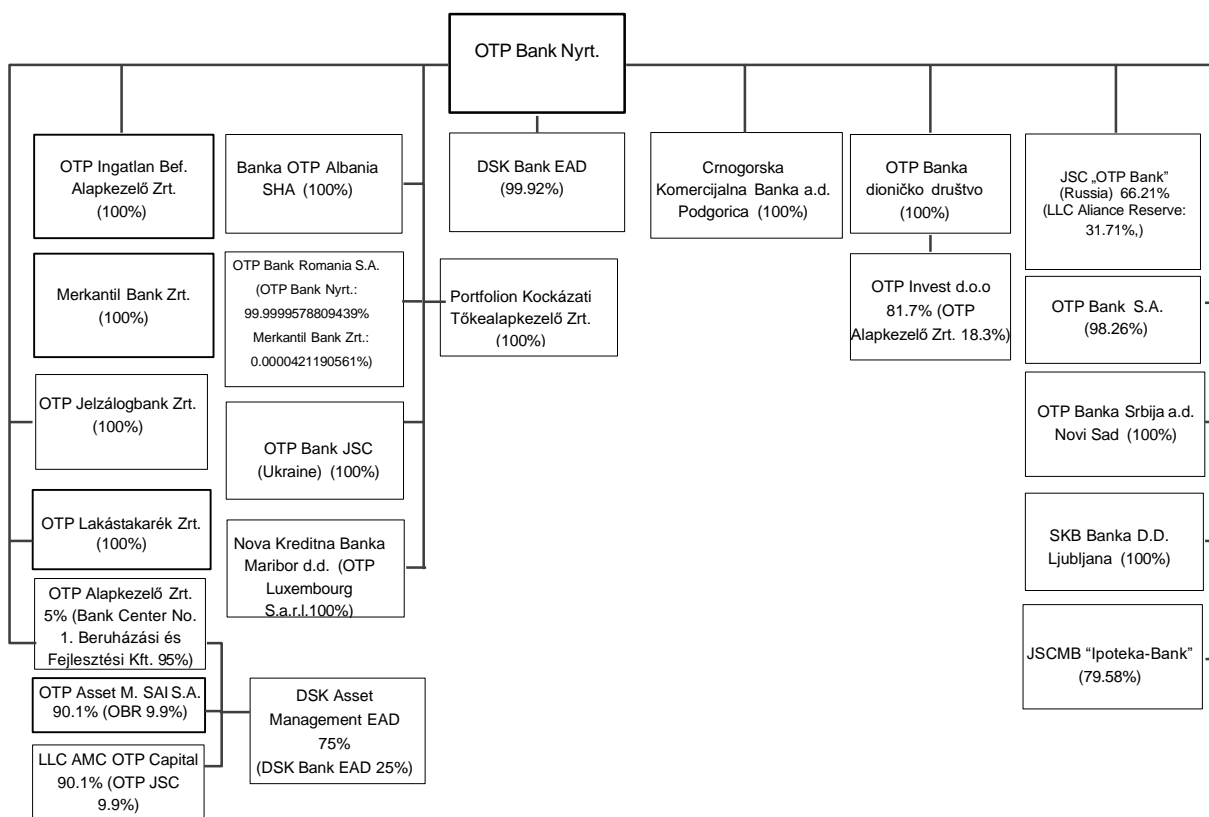 OTP Bank Nyrt.
OTP Ingatlan Bef.
Alapkezelő Zrt.
(100%)
Banka OTP Albania
SHA (100%)
DSK Bank EAD
(99.92%)
Crnogorska
Komercijalna Banka a.d.
Podgorica (100%)
OTP Banka
dioničko društvo
(100%)
JSC „OTP Bank”
(Russia) 66.21%
(LLC Aliance Reserve:
31.71%,)
Merkantil Bank Zrt.
(100%)
OTP Bank Romania S.A.
(OTP Bank Nyrt.:
99.9999578809439%
Merkantil Bank Zrt.:
0.0000421190561%)
Portfolion Kockázati
Tőkealapkezelő Zrt.
(100%)
OTP Invest d.o.o
81.7% (OTP
Alapkezelő Zrt. 18.3%)
OTP Bank S.A.
(98.26%)
OTP Jelzálogbank Zrt.
(100%)
OTP Bank JSC
(Ukraine) (100%)
OTP Banka Srbija a.d.
Novi Sad (100%)
OTP Lakástakarék Zrt.
(100%)
Nova Kreditna Banka
Maribor d.d. (OTP
Luxembourg
S.a.r.l.100%)
SKB Banka D.D.
Ljubljana (100%)
OTP Alapkezelő Zrt.
5% (Bank Center No.
1. Beruházási és
Fejlesztési Kft. 95%)
JSCMB “Ipoteka-Bank”
(79.58%)
OTP Asset M. SAI S.A.
90.1% (OBR 9.9%)
DSK Asset
Management EAD
75%
(DSK Bank EAD 25%)
LLC AMC OTP Capital
90.1% (OTP JSC
9.9%)